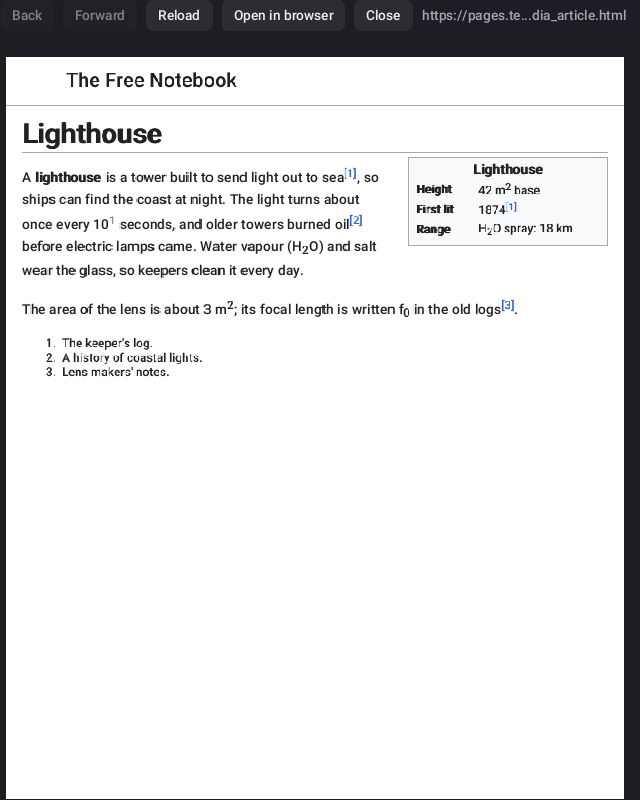 Back Forward Reload Open in browser Close https://pages.te...dia_article.html
The Free Notebook
Lighthouse
A lighthouse is a tower built to send light out to sea[1], so
ships can find the coast at night. The light turns about
once every 10¹ seconds, and older towers burned oil[2]
before electric lamps came. Water vapour (H₂O) and salt
wear the glass, so keepers clean it every day.
Lighthouse
Height 42 m² base
First lit 1874[1]
Range H₂O spray: 18 km
The area of the lens is about 3 m²; its focal length is written f₀ in the old logs[3].
1. The keeper's log.
2. A history of coastal lights.
3. Lens makers' notes.